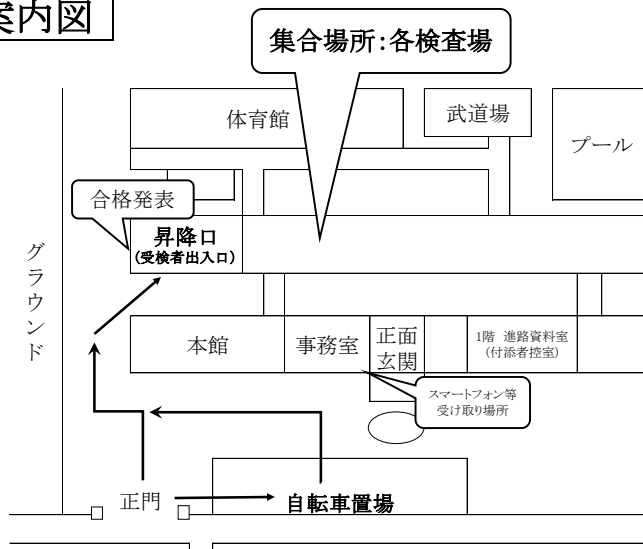 案内図
集合場所:各検査場
体育館
武道場
プール
合格発表
昇降口
(受検者出入口)
グラウンド
本館
事務室
正面
玄関
1階 進路資料室
(付添者控室)
スマートフォン等
受け取り場所
正門
自転車置場